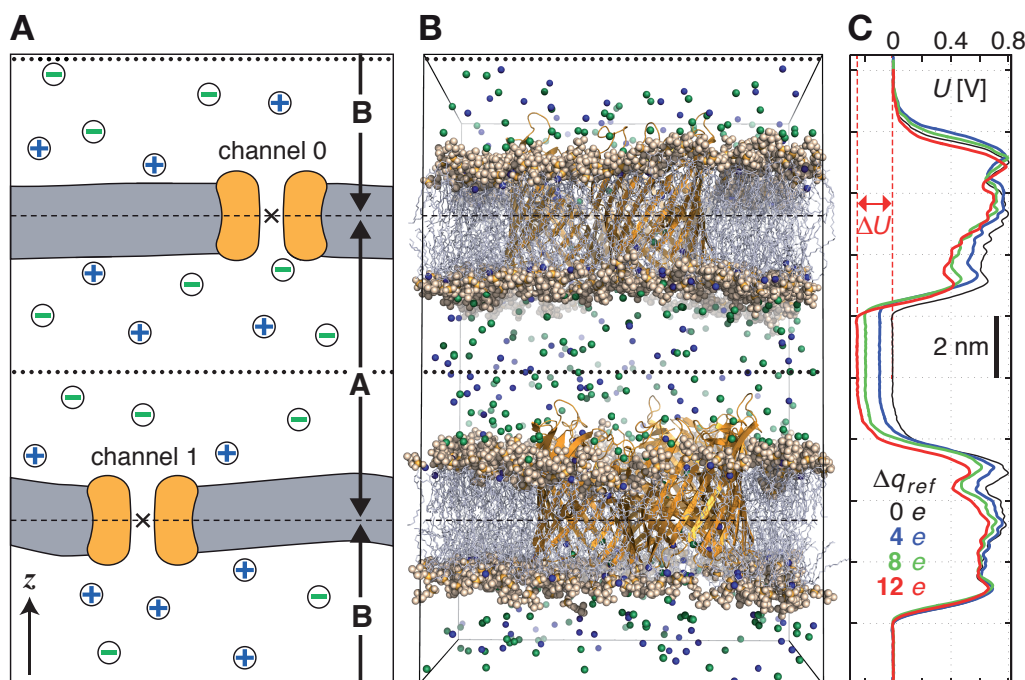 A
B
channel 0
A
channel 1
B
z
B
C
0 0.4 0.8
U [V]
ΔU
2 nm
Δq_ref
0 e
4 e
8 e
12 e